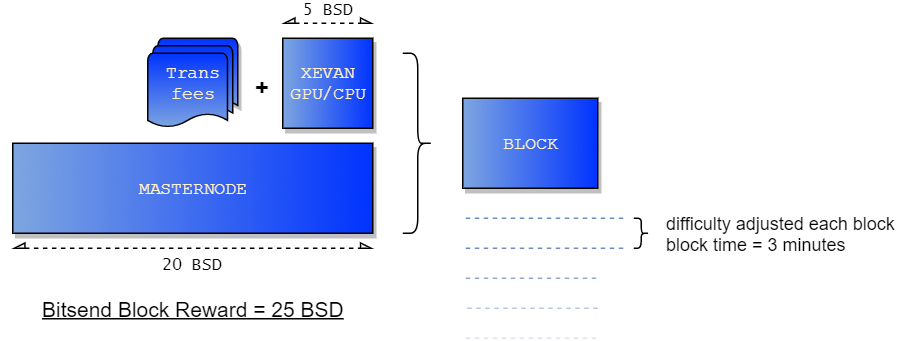 5 BSD
Trans
fees
+
XEVAN
GPU/CPU
BLOCK
MASTERNODE
20 BSD
difficulty adjusted each block
block time = 3 minutes
Bitsend Block Reward = 25 BSD